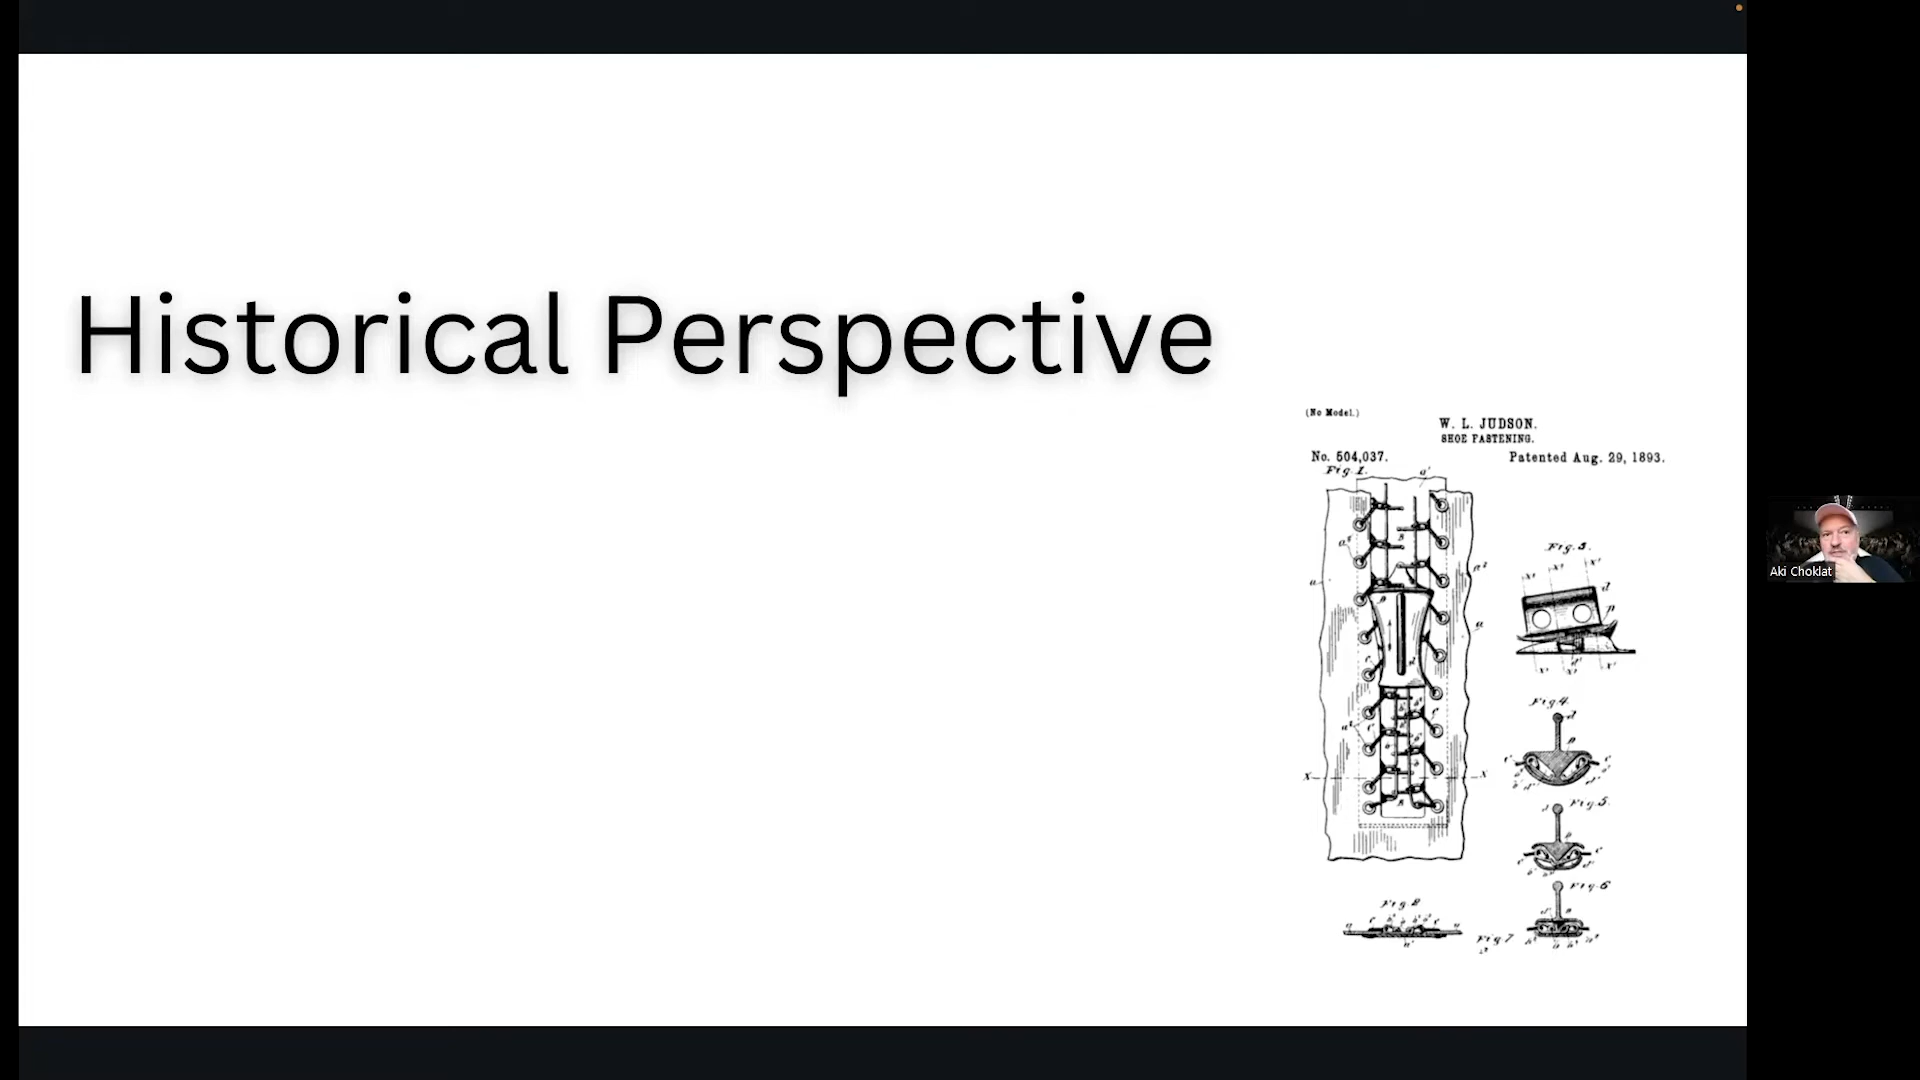 Historical Perspective
(No Model.)
W. L. JUDSON.
SHOE FASTENING.
No. 504,037.
Patented Aug. 29, 1893.
Fig. 1.
Fig. 3.
Fig. 4.
Fig. 5.
Fig. 6
Fig. 2
Fig. 7
Aki Choklat